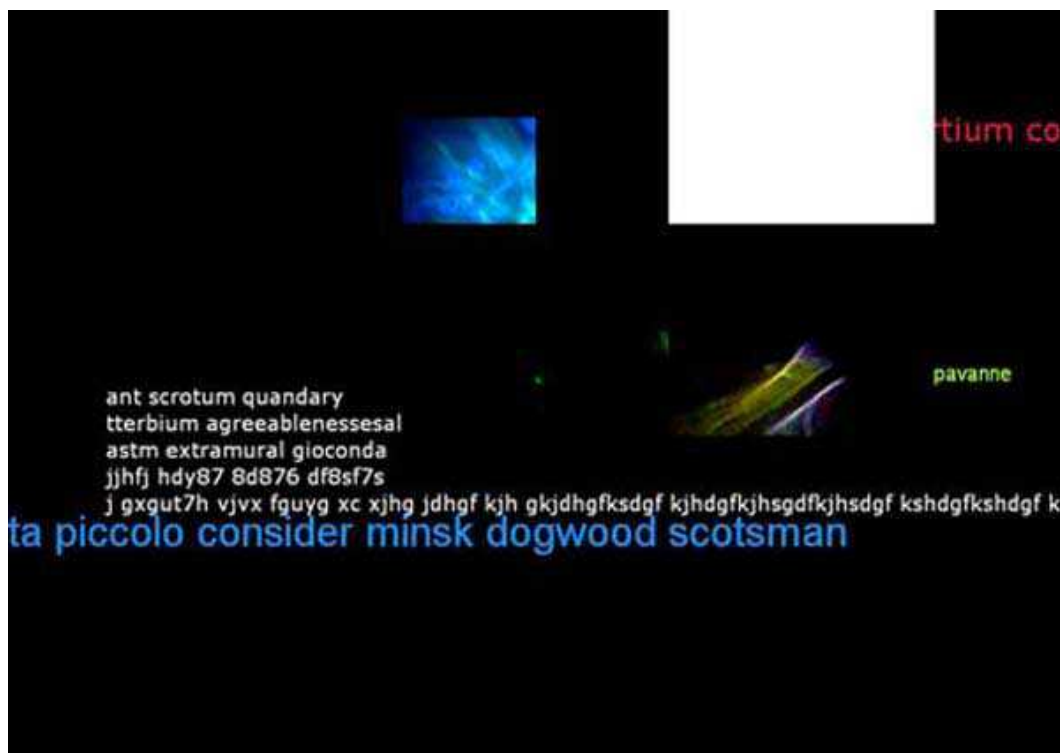 rtium co
pavanne
ant scrotum quandary
tterbium agreeablenessesal
astm extramural gioconda
jjhfj hdy87 8d876 df8sf7s
j gxgut7h vjvx fguyg xc xjhg jdhgf kjh gkjdhgfksdgf kjhdgfkjhsgdfkjhsdgf kshdgfkshdgf k
ta piccolo consider minsk dogwood scotsman